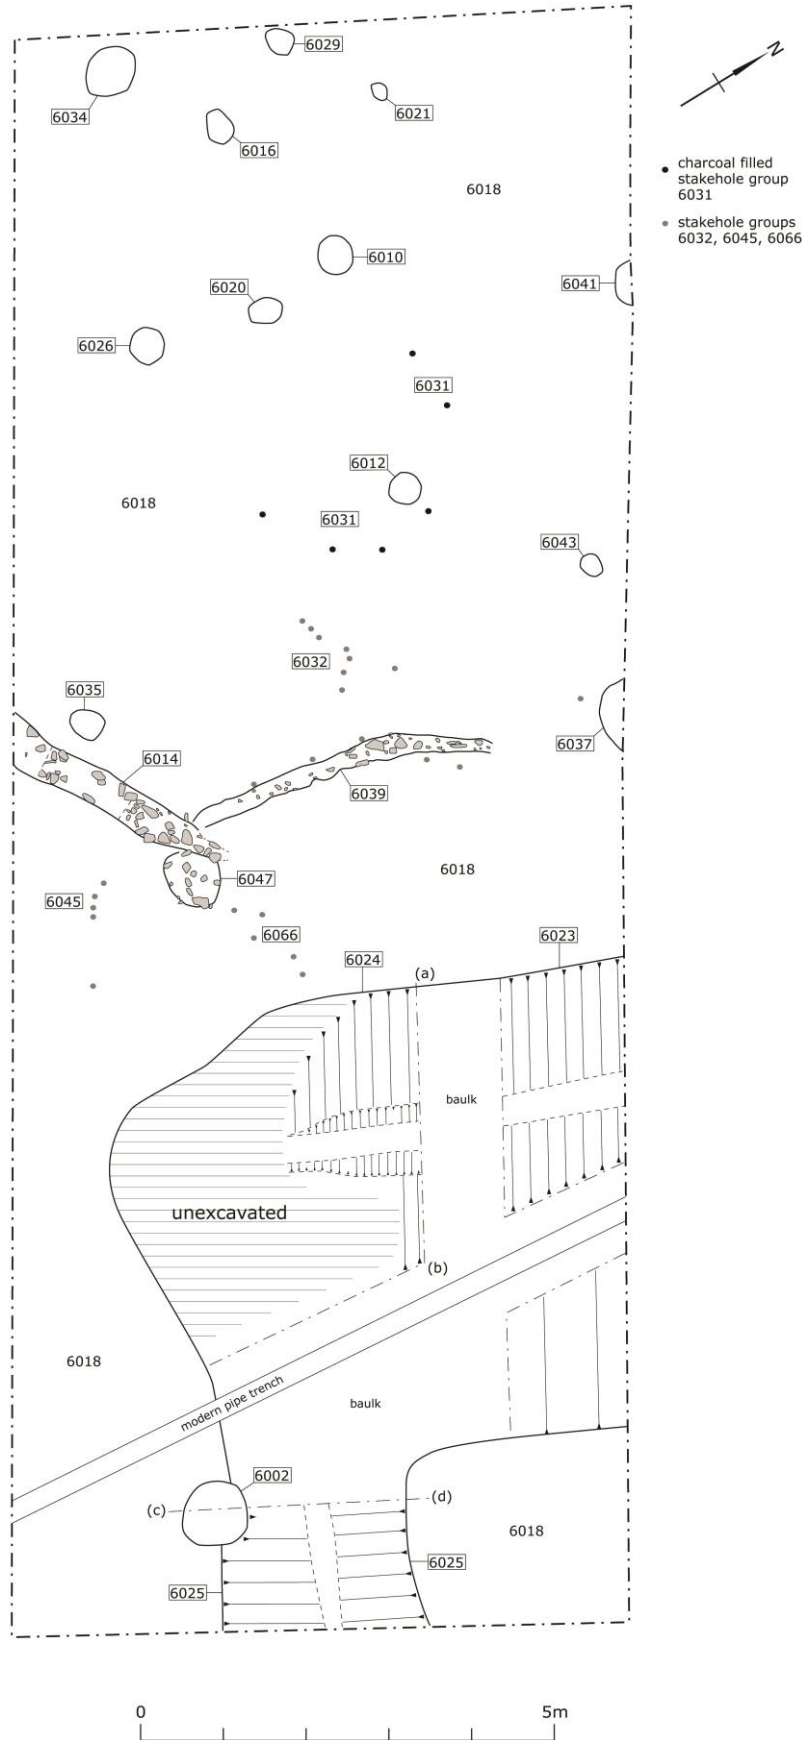 6029
N
6034
6021
6016
charcoal filled
stakehole group
6031
6018
stakehole groups
6032, 6045, 6066
6010
6041
6020
6026
6031
6012
6018
6031
6043
6032
6035
6037
6014
6039
6047
6018
6045
6066
6023
6024
(a)
baulk
unexcavated
(b)
6018
modern pipe trench
baulk
6002
(c)
(d)
6018
6025
6025
0
5m